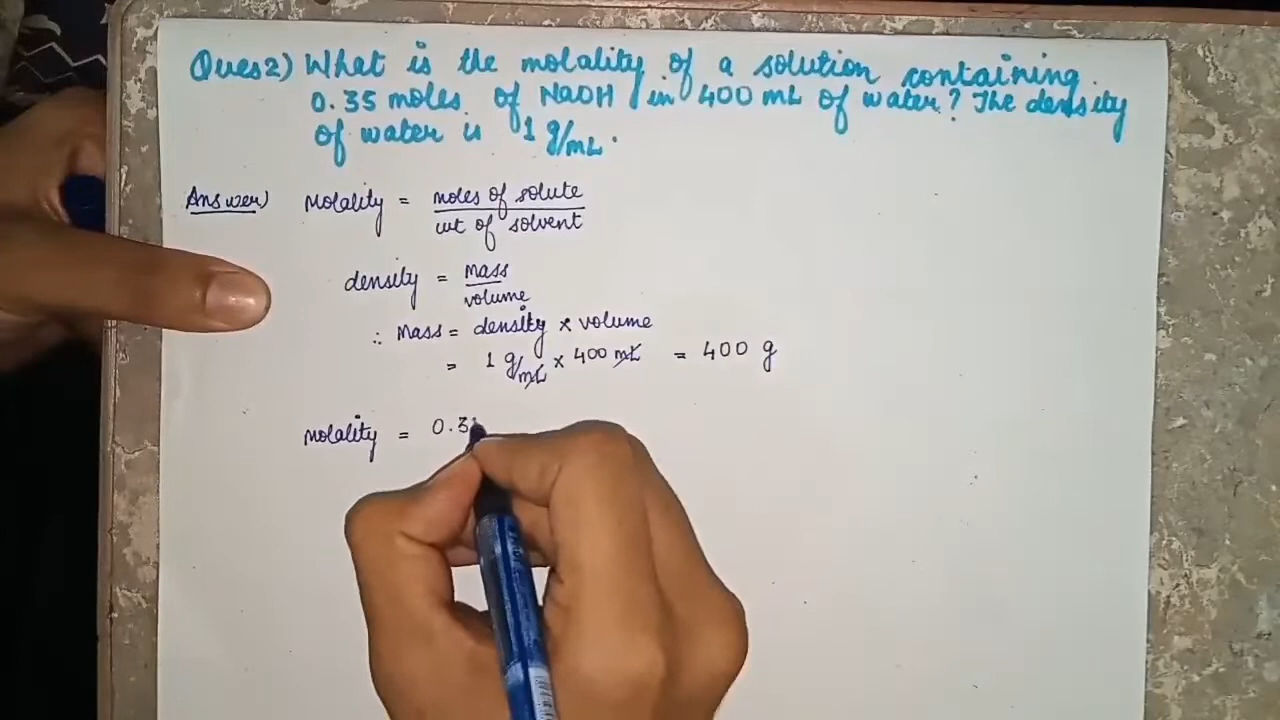 Ques 2) What is the molality of a solution containing
0.35 moles of NaOH in 400 mL of water? The density
of water is 1 g/mL.
Answer) Molality = moles of solute
wt of solvent
density = mass
volume
∴ Mass = density × volume
= 1 g/mL × 400 mL = 400 g
Molality = 0.3